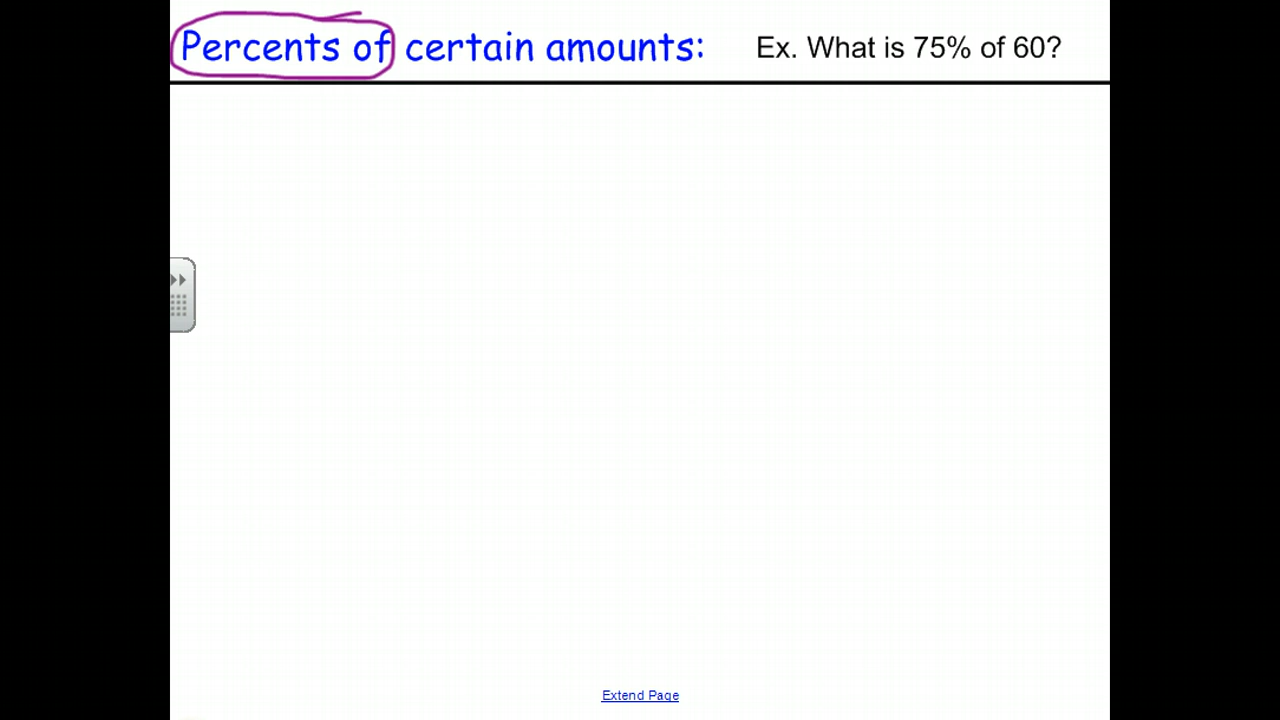 Percents of certain amounts: Ex. What is 75% of 60?
Extend Page